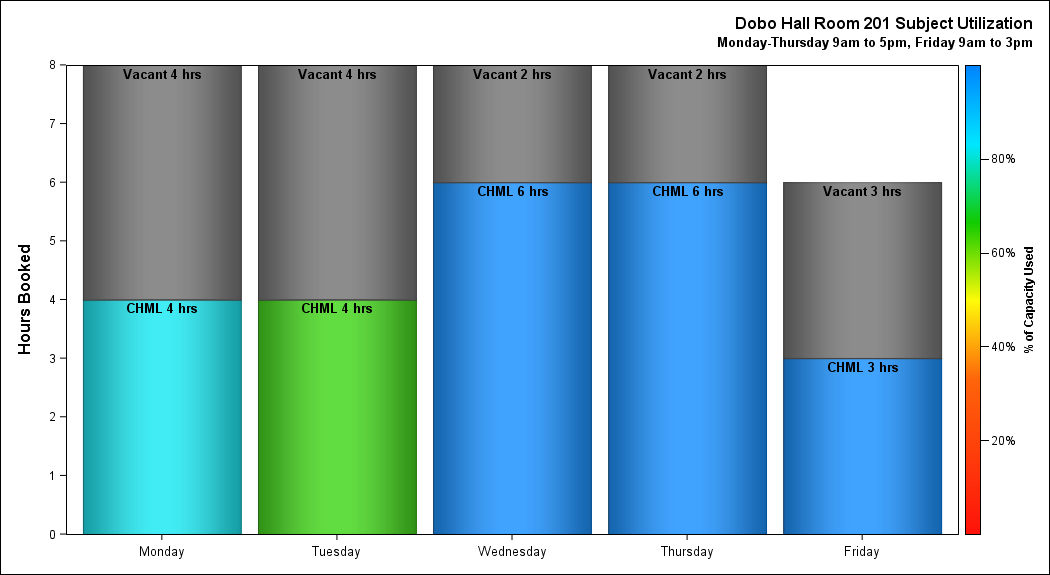 Dobo Hall Room 201 Subject Utilization
Monday-Thursday 9am to 5pm, Friday 9am to 3pm
Hours Booked
8
7
6
5
4
3
2
1
0
Vacant 4 hrs
CHML 4 hrs
Vacant 4 hrs
CHML 4 hrs
Vacant 2 hrs
CHML 6 hrs
Vacant 2 hrs
CHML 6 hrs
Vacant 3 hrs
CHML 3 hrs
Monday
Tuesday
Wednesday
Thursday
Friday
80%
60%
40%
20%
% of Capacity Used